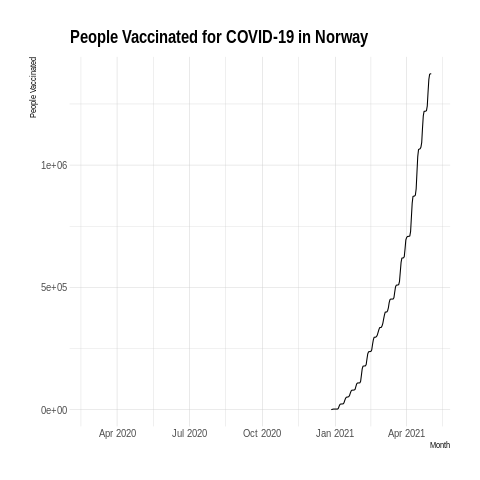 People Vaccinated for COVID-19 in Norway
People Vaccinated
1e+06
5e+05
0e+00
Apr 2020 Jul 2020 Oct 2020 Jan 2021 Apr 2021
Month